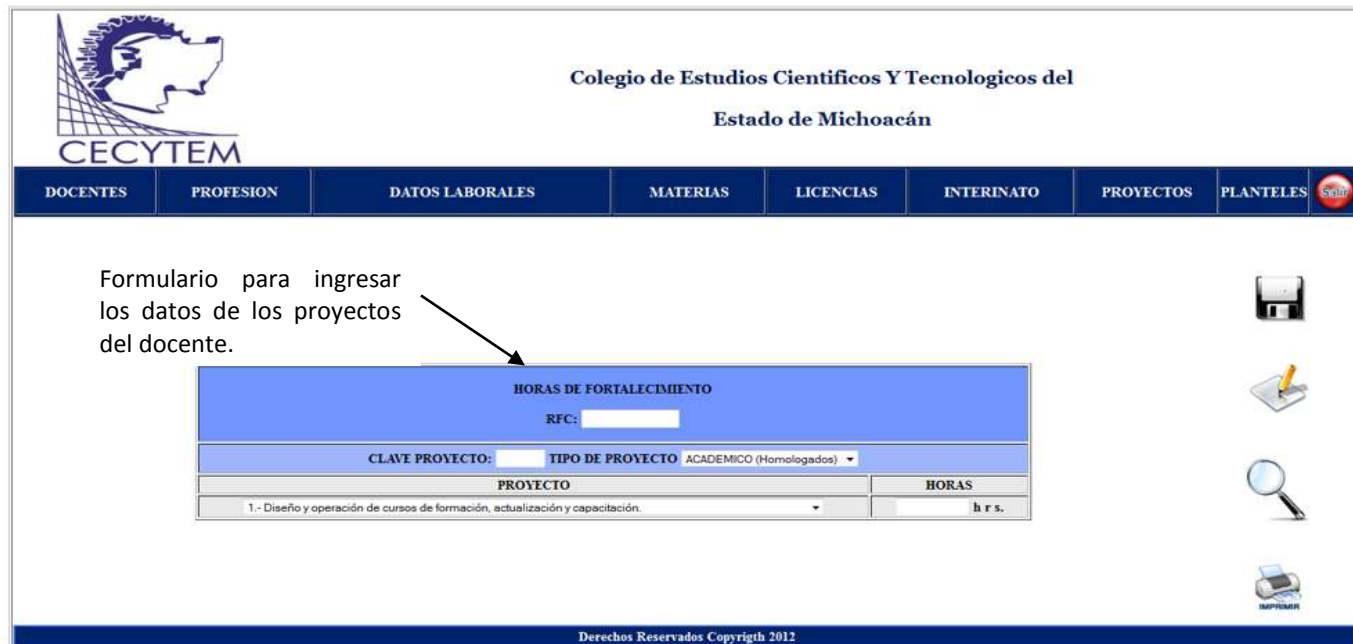 Colegio de Estudios Cientificos Y Tecnologicos del
Estado de Michoacán
CECYTEM
DOCENTES PROFESION DATOS LABORALES MATERIAS LICENCIAS INTERINATO PROYECTOS PLANTELES Salir
Formulario para ingresar
los datos de los proyectos
del docente.
HORAS DE FORTALECIMIENTO
RFC:
CLAVE PROYECTO: TIPO DE PROYECTO ACADEMICO (Homologados)
PROYECTO HORAS
1.- Diseño y operación de cursos de formación, actualización y capacitación. h r s.
IMPRIMIR
Derechos Reservados Copyrigth 2012